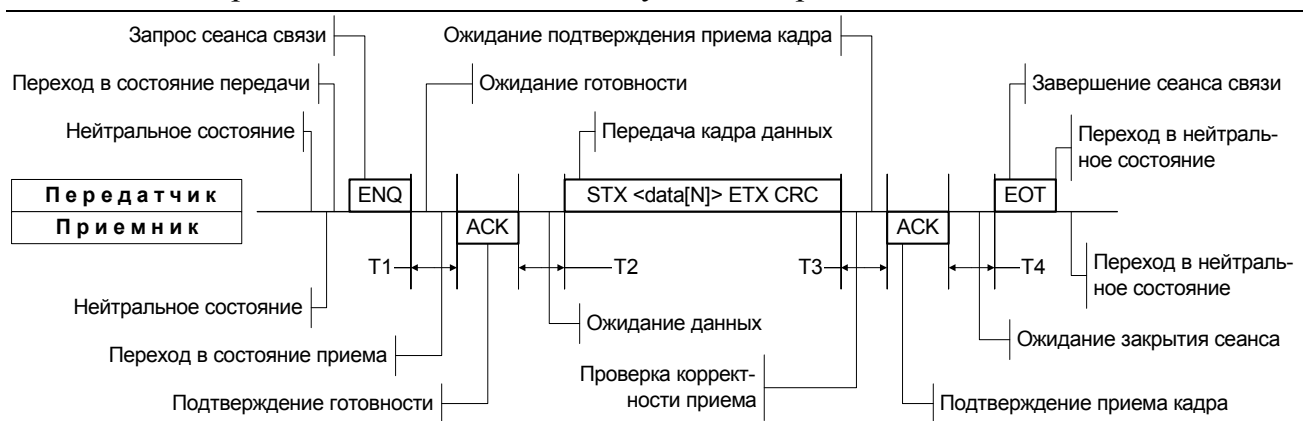 Запрос сеанса связи
Ожидание подтверждения приема кадра
Переход в состояние передачи
Ожидание готовности
Завершение сеанса связи
Нейтральное состояние
Передача кадра данных
Переход в нейтраль-
ное состояние
Передатчик
ENQ
STX <data[N]> ETX CRC
EOT
Приемник
ACK
ACK
T1
T2
T3
T4
Переход в нейтраль-
ное состояние
Нейтральное состояние
Ожидание данных
Ожидание закрытия сеанса
Переход в состояние приема
Проверка коррект-
ности приема
Подтверждение готовности
Подтверждение приема кадра